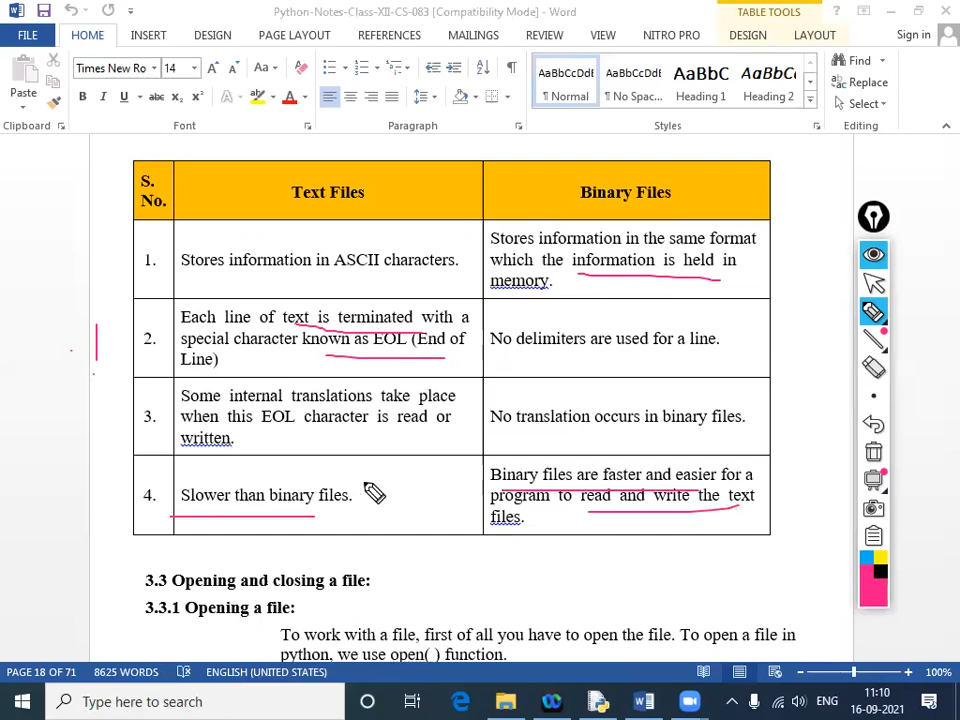 Python-Notes-Class-XII-CS-083 [Compatibility Mode] - Word
TABLE TOOLS
?
FILE
HOME
INSERT
DESIGN
PAGE LAYOUT
REFERENCES
MAILINGS
REVIEW
VIEW
NITRO PRO
DESIGN
LAYOUT
Sign in
Paste
Clipboard
Times New Ro
14
Aa
B I U abc x₂ x²
A
Font
Paragraph
AaBbCcDdE
¶ Normal
AaBbCcDdE
¶ No Spac...
AaBbC
Heading 1
AaBbCc
Heading 2
Styles
Find
Replace
Select
Editing
S. No.
Text Files
Binary Files
1.
Stores information in ASCII characters.
Stores information in the same format
which the information is held in
memory.
2.
Each line of text is terminated with a
special character known as EOL (End of
Line)
No delimiters are used for a line.
3.
Some internal translations take place
when this EOL character is read or
written.
No translation occurs in binary files.
4.
Slower than binary files.
Binary files are faster and easier for a
program to read and write the text
files.
3.3 Opening and closing a file:
3.3.1 Opening a file:
To work with a file, first of all you have to open the file. To open a file in
python, we use open( ) function.
PAGE 18 OF 71
8625 WORDS
ENGLISH (UNITED STATES)
100%
Type here to search
ENG
11:10
16-09-2021